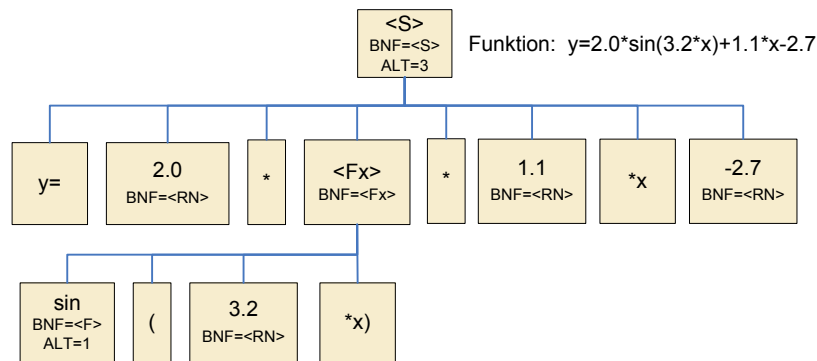 <S>
BNF=<S>
ALT=3
Funktion: y=2.0*sin(3.2*x)+1.1*x-2.7
y=
2.0
BNF=<RN>
*
<Fx>
BNF=<Fx>
*
1.1
BNF=<RN>
*x
-2.7
BNF=<RN>
sin
BNF=<F>
ALT=1
(
3.2
BNF=<RN>
*x)